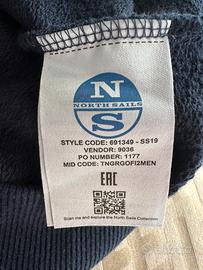 N
NORTH SAILS
S
STYLE CODE: 691349 - SS19
VENDOR: 9036
PO NUMBER: 1177
MID CODE: TNGRGOFI2MEN
EAC
Scan me and explore the North Sails Collection